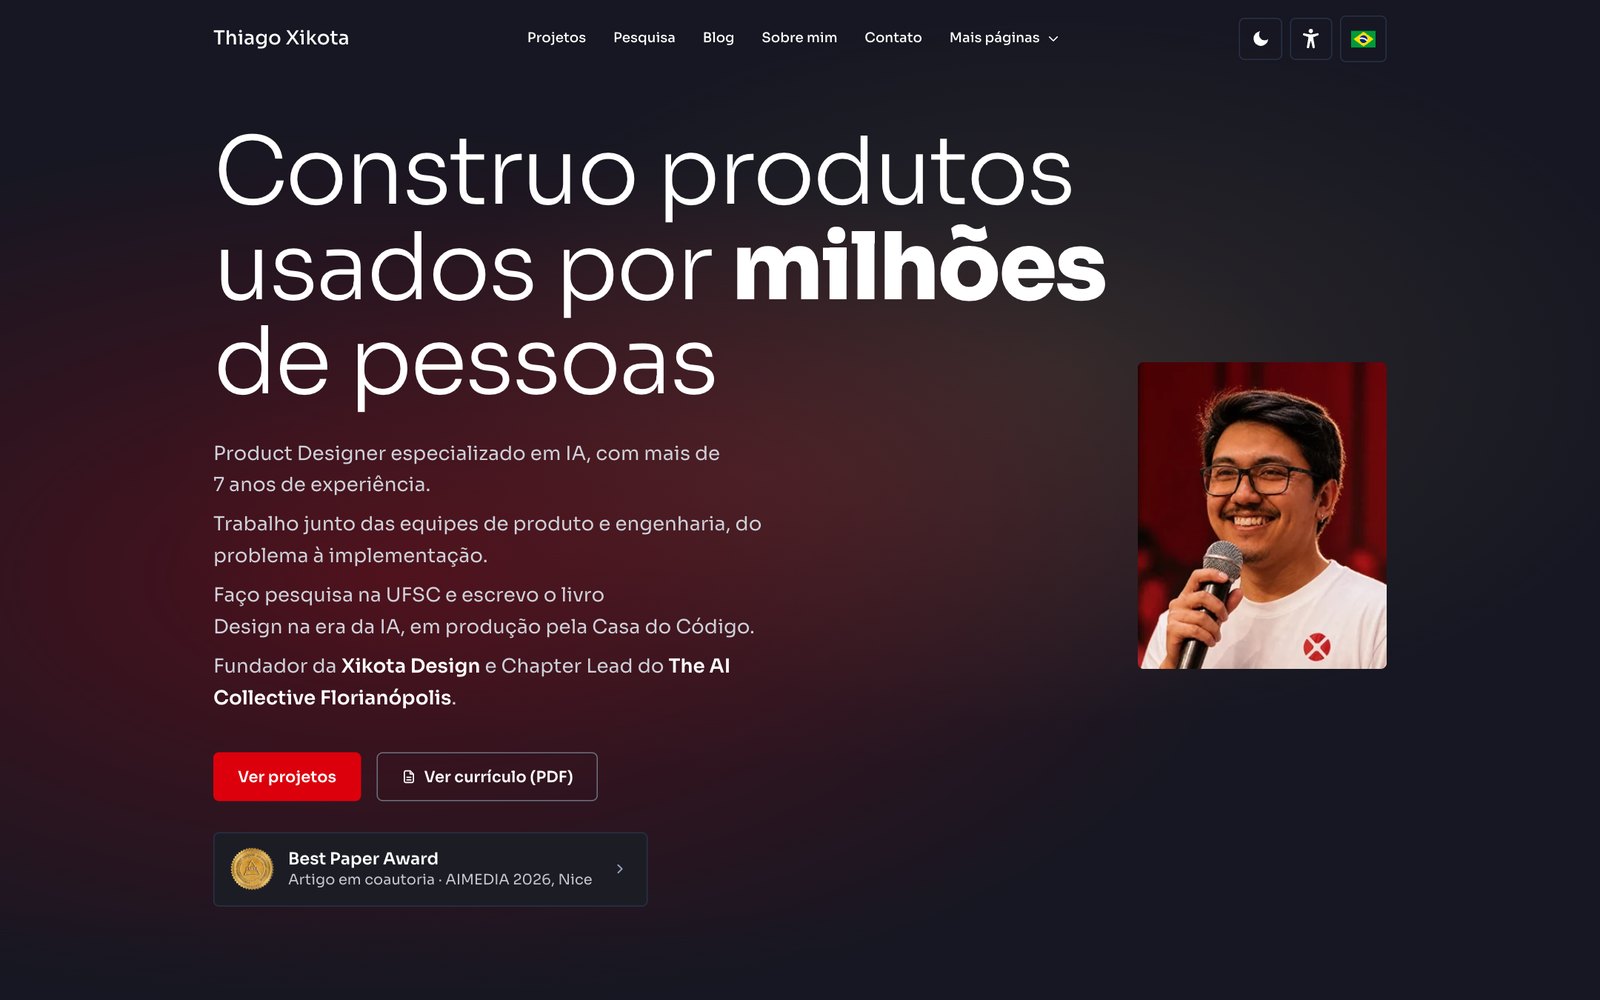 Thiago Xikota
Projetos
Pesquisa
Blog
Sobre mim
Contato
Mais páginas
Construo produtos
usados por milhões
de pessoas
Product Designer especializado em IA, com mais de
7 anos de experiência.
Trabalho junto das equipes de produto e engenharia, do
problema à implementação.
Faço pesquisa na UFSC e escrevo o livro
Design na era da IA, em produção pela Casa do Código.
Fundador da Xikota Design e Chapter Lead do The AI
Collective Florianópolis.
Ver projetos
Ver currículo (PDF)
Best Paper Award
Artigo em coautoria · AIMEDIA 2026, Nice